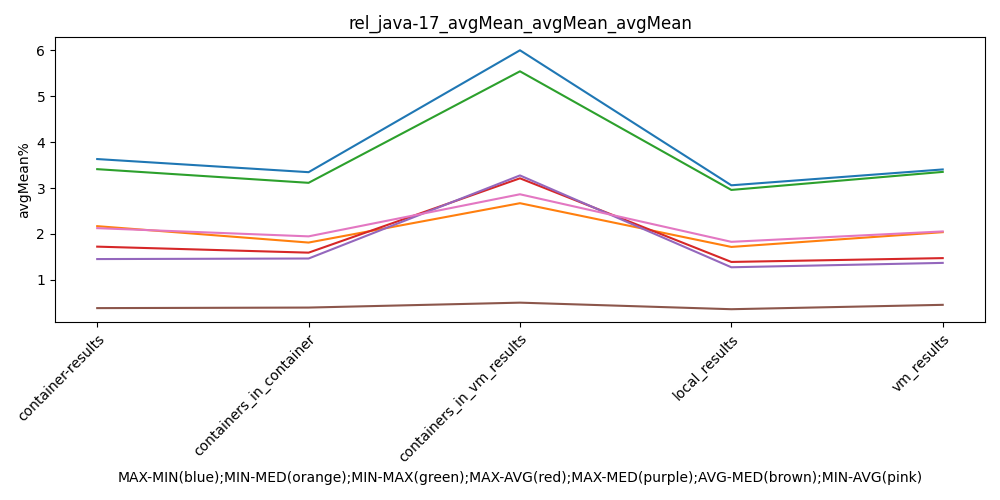 rel_java-17_avgMean_avgMean_avgMean
avgMean%
6
5
4
3
2
1
container-results
containers_in_container
containers_in_vm_results
local_results
vm_results
MAX-MIN(blue);MIN-MED(orange);MIN-MAX(green);MAX-AVG(red);MAX-MED(purple);AVG-MED(brown);MIN-AVG(pink)